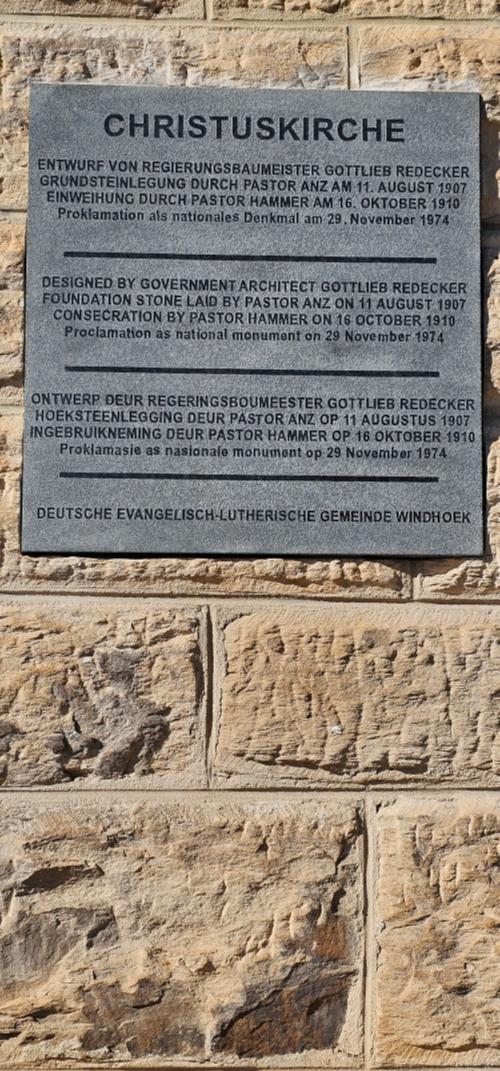 CHRISTUSKIRCHE
ENTWURF VON REGIERUNGSBAUMEISTER GOTTLIEB REDECKER
GRUNDSTEINLEGUNG DURCH PASTOR ANZ AM 11. AUGUST 1907
EINWEIHUNG DURCH PASTOR HAMMER AM 16. OKTOBER 1910
Proklamation als nationales Denkmal am 29. November 1974
DESIGNED BY GOVERNMENT ARCHITECT GOTTLIEB REDECKER
FOUNDATION STONE LAID BY PASTOR ANZ ON 11 AUGUST 1907
CONSECRATION BY PASTOR HAMMER ON 16 OCTOBER 1910
Proclamation as national monument on 29 November 1974
ONTWERP DEUR REGERINGSBOUMEESTER GOTTLIEB REDECKER
HOEKSTEENLEGGING DEUR PASTOR ANZ OP 11 AUGUSTUS 1907
INGEBRUIKNEMING DEUR PASTOR HAMMER OP 16 OKTOBER 1910
Proklamasie as nasionale monument op 29 November 1974
DEUTSCHE EVANGELISCH-LUTHERISCHE GEMEINDE WINDHOEK